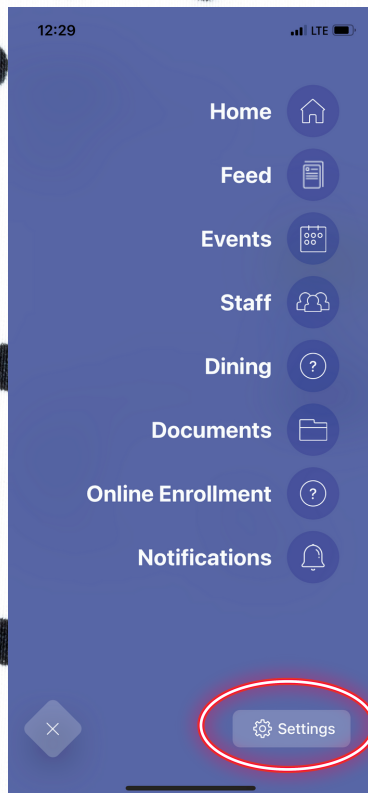 12:29
LTE
Home
Feed
Events
Staff
Dining
?
Documents
Online Enrollment
?
Notifications
Settings